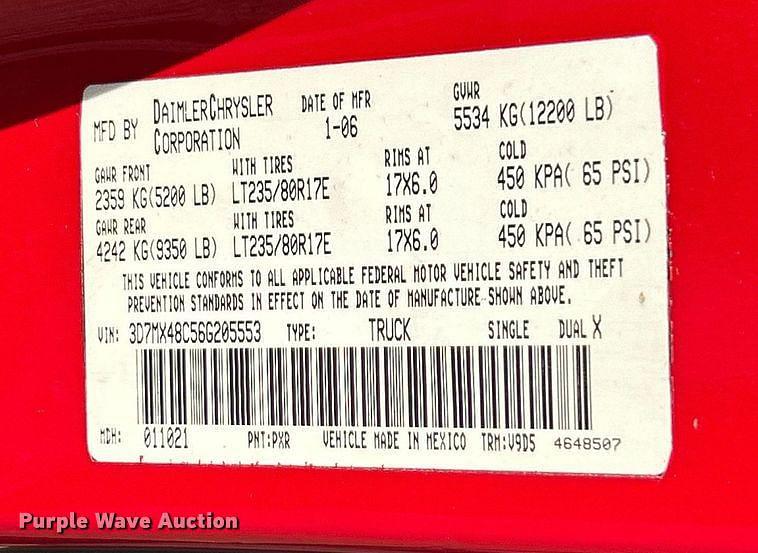 MFD BY DAIMLERCHRYSLER CORPORATION
DATE OF MFR 1-06
GVWR 5534 KG(12200 LB)
GAWR FRONT WITH TIRES RIMS AT COLD
2359 KG(5200 LB) LT235/80R17E 17X6.0 450 KPA( 65 PSI)
GAWR REAR WITH TIRES RIMS AT COLD
4242 KG(9350 LB) LT235/80R17E 17X6.0 450 KPA( 65 PSI)
THIS VEHICLE CONFORMS TO ALL APPLICABLE FEDERAL MOTOR VEHICLE SAFETY AND THEFT
PREVENTION STANDARDS IN EFFECT ON THE DATE OF MANUFACTURE SHOWN ABOVE.
VIN: 3D7MX48C56G205553 TYPE: TRUCK SINGLE DUAL X
MDH: 011021 PNT:PXR VEHICLE MADE IN MEXICO TRM:V9D5 4648507
Purple Wave Auction